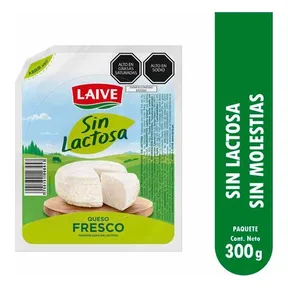 ALTO EN
GRASAS
SATURADAS
ALTO EN
SODIO
LAIVE
Sin
Lactosa
QUESO
FRESCO
SIN LACTOSA
SIN MOLESTIAS
PAQUETE
Cont. Neto
300g